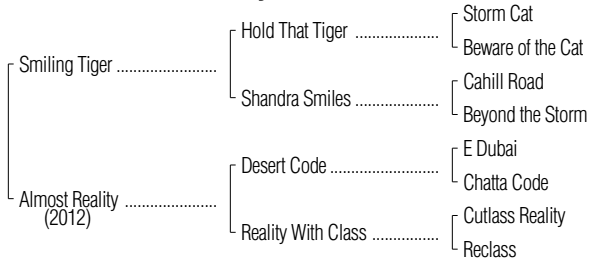 Storm Cat
Hold That Tiger ..................
Beware of the Cat
Smiling Tiger ......................
Cahill Road
Shandra Smiles .....................
Beyond the Storm
E Dubai
Desert Code .......................
Chatta Code
Almost Reality ....................
(2012)
Cutlass Reality
Reality With Class ................
Reclass